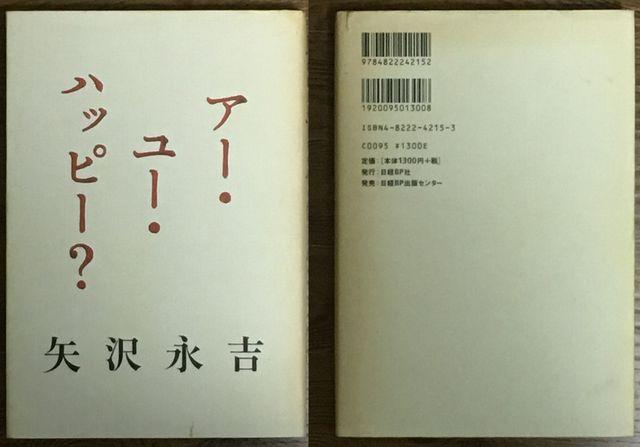 アー・
ユー・
ハッピー?
矢沢永吉
9784822242152
1920095013008
ISBN4-8222-4215-3
C0095 ¥1300E
定価:[本体1300円+税]
発行:日経BP社
発売:日経BP出版センター